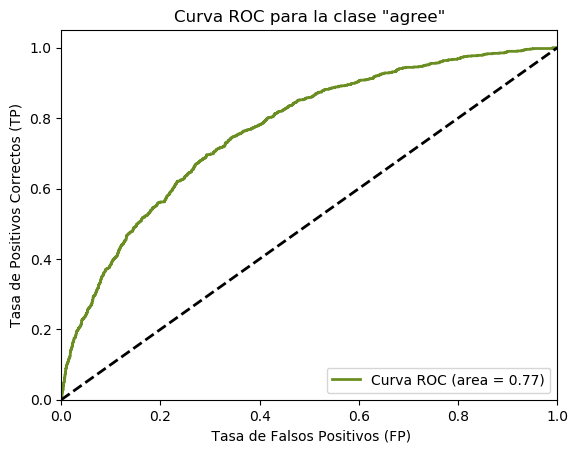 Curva ROC para la clase "agree"
Tasa de Positivos Correctos (TP)
1.0
0.8
0.6
0.4
0.2
0.0
Curva ROC (area = 0.77)
0.0 0.2 0.4 0.6 0.8 1.0
Tasa de Falsos Positivos (FP)